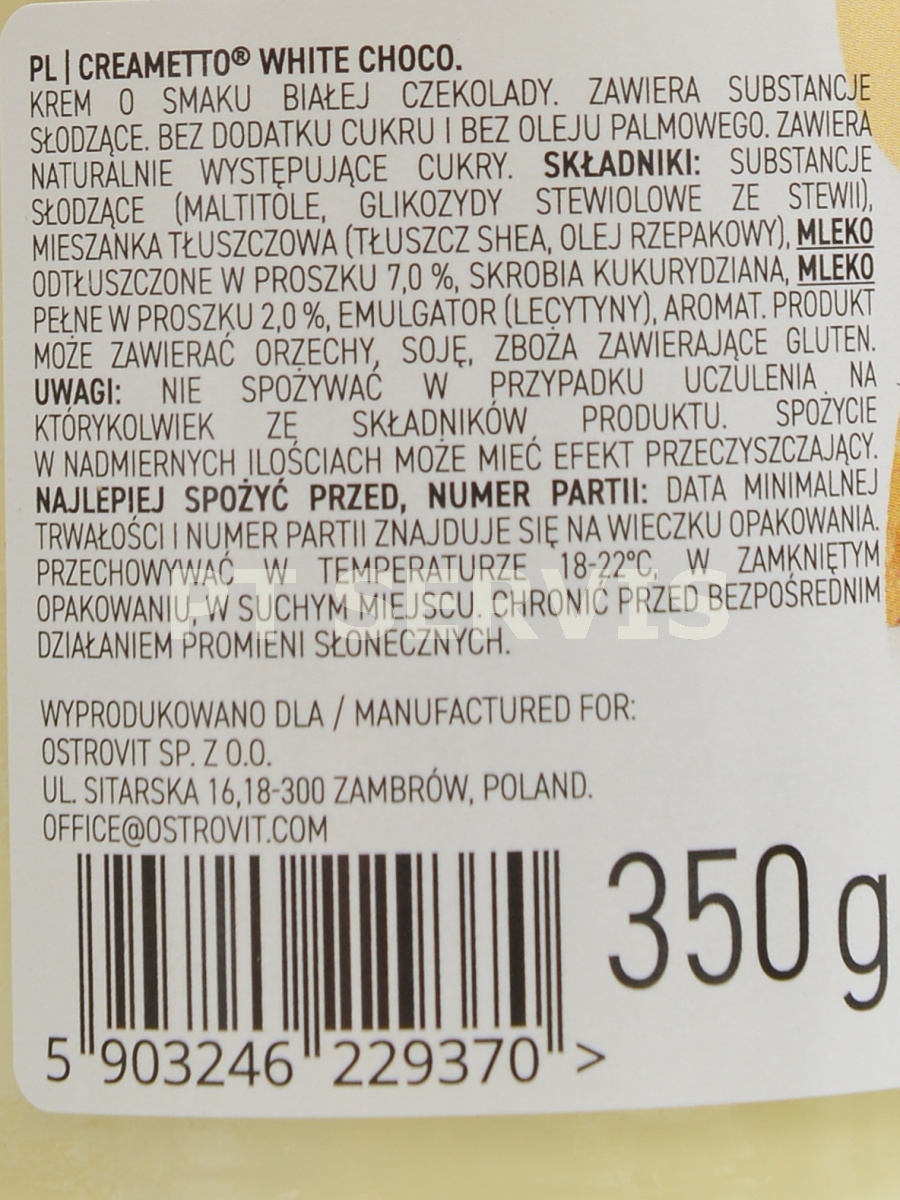 PL | CREAMETTO® WHITE CHOCO.
KREM O SMAKU BIAŁEJ CZEKOLADY. ZAWIERA SUBSTANCJE
SŁODZĄCE. BEZ DODATKU CUKRU I BEZ OLEJU PALMOWEGO. ZAWIERA
NATURALNIE WYSTĘPUJĄCE CUKRY. SKŁADNIKI: SUBSTANCJE
SŁODZĄCE (MALTITOLE, GLIKOZYDY STEWIOLOWE ZE STEWII),
MIESZANKA TŁUSZCZOWA (TŁUSZCZ SHEA, OLEJ RZEPAKOWY), MLEKO
ODTŁUSZCZONE W PROSZKU 7,0 %, SKROBIA KUKURYDZIANA, MLEKO
PEŁNE W PROSZKU 2,0 %, EMULGATOR (LECYTYNY), AROMAT. PRODUKT
MOŻE ZAWIERAĆ ORZECHY, SOJĘ, ZBOŻA ZAWIERAJĄCE GLUTEN.
UWAGI: NIE SPOŻYWAĆ W PRZYPADKU UCZULENIA NA
KTÓRYKOLWIEK ZE SKŁADNIKÓW PRODUKTU. SPOŻYCIE
W NADMIERNYCH ILOŚCIACH MOŻE MIEĆ EFEKT PRZECZYSZCZAJĄCY.
NAJLEPIEJ SPOŻYĆ PRZED, NUMER PARTII: DATA MINIMALNEJ
TRWAŁOŚCI I NUMER PARTII ZNAJDUJE SIĘ NA WIECZKU OPAKOWANIA.
PRZECHOWYWAĆ W TEMPERATURZE 18-22ºC, W ZAMKNIĘTYM
OPAKOWANIU, W SUCHYM MIEJSCU. CHRONIĆ PRZED BEZPOŚREDNIM
PT SERVIS
DZIAŁANIEM PROMIENI SŁONECZNYCH.
WYPRODUKOWANO DLA / MANUFACTURED FOR:
OSTROVIT SP. Z O.O.
UL. SITARSKA 16,18-300 ZAMBRÓW, POLAND.
OFFICE@OSTROVIT.COM
350 g
5 903246 229370 >